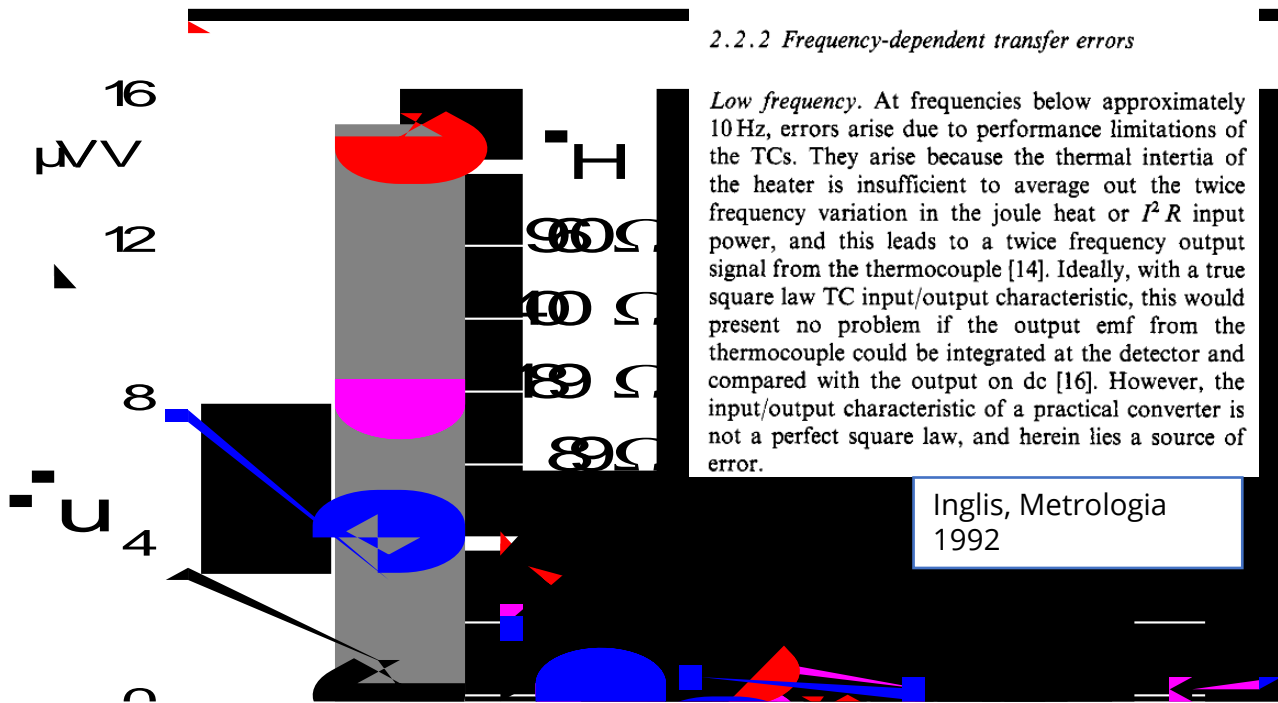 2.2.2 Frequency-dependent transfer errors
Low frequency. At frequencies below approximately
10 Hz, errors arise due to performance limitations of
the TCs. They arise because the thermal intertia of
the heater is insufficient to average out the twice
frequency variation in the joule heat or I² R input
power, and this leads to a twice frequency output
signal from the thermocouple [14]. Ideally, with a true
square law TC input/output characteristic, this would
present no problem if the output emf from the
thermocouple could be integrated at the detector and
compared with the output on dc [16]. However, the
input/output characteristic of a practical converter is
not a perfect square law, and herein lies a source of
error.
Inglis, Metrologia
1992
16
12
8
4
0
H
u